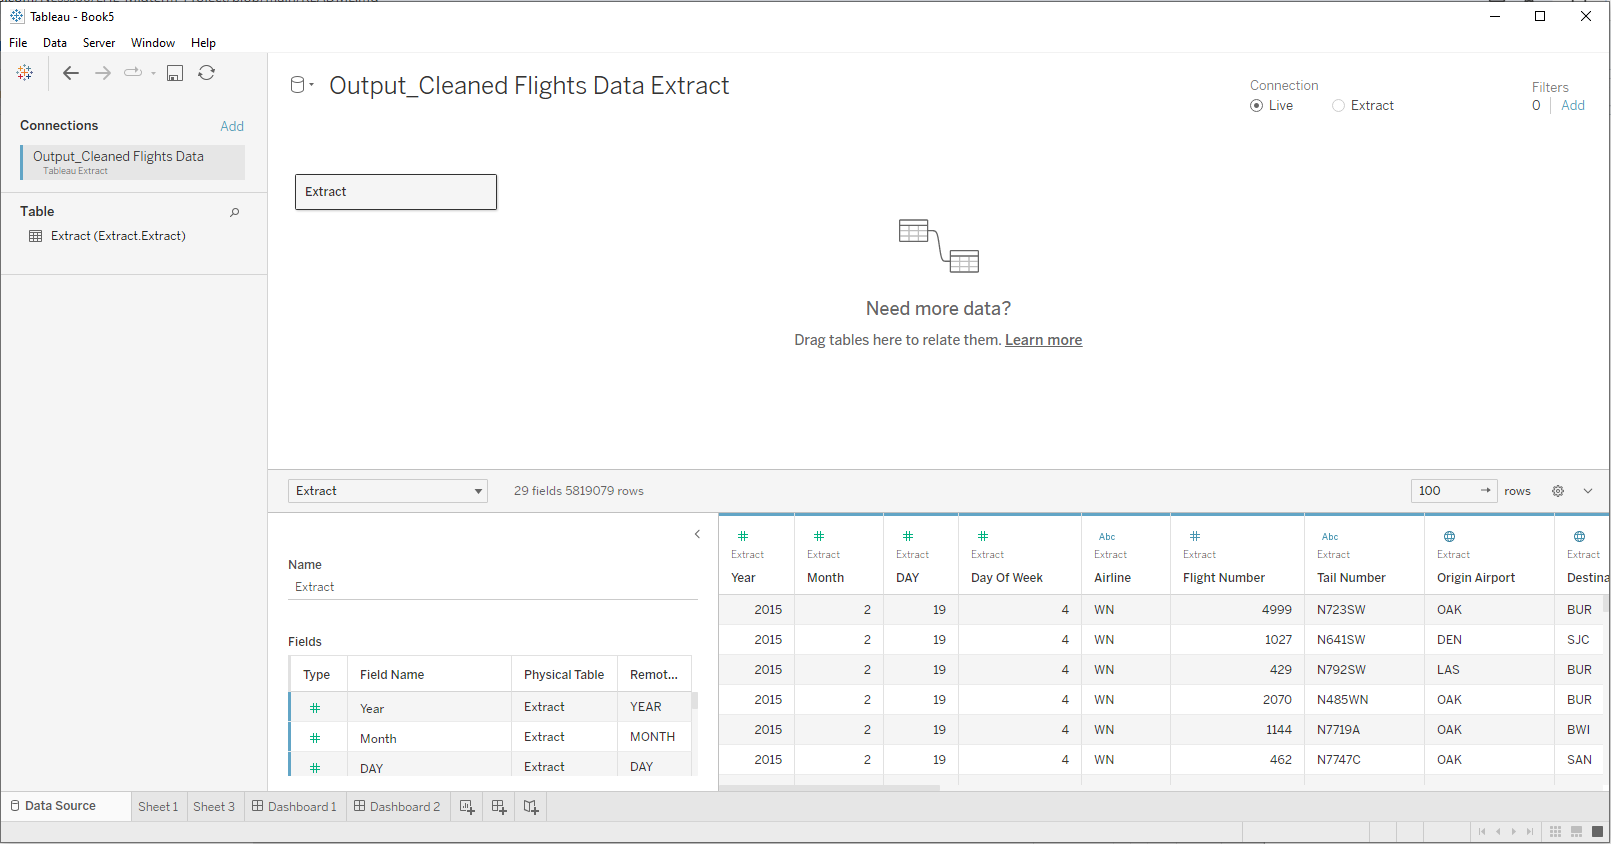 Tableau - Book5
File Data Server Window Help
Output_Cleaned Flights Data Extract
Connection
Live Extract
Filters
0 Add
Connections Add
Output_Cleaned Flights Data
Tableau Extract
Table
Extract (Extract.Extract)
Extract
Need more data?
Drag tables here to relate them. Learn more
Extract 29 fields 5819079 rows 100 rows
Name
Extract
Fields
Type Field Name Physical Table Remot...
# Year Extract YEAR
# Month Extract MONTH
# DAY Extract DAY
# # # # Abc # Abc
Extract Extract Extract Extract Extract Extract Extract Extract Extract
Year Month DAY Day Of Week Airline Flight Number Tail Number Origin Airport Destina
2015 2 19 4 WN 4999 N723SW OAK BUR
2015 2 19 4 WN 1027 N641SW DEN SJC
2015 2 19 4 WN 429 N792SW LAS BUR
2015 2 19 4 WN 2070 N485WN OAK BUR
2015 2 19 4 WN 1144 N7719A OAK BWI
2015 2 19 4 WN 462 N7747C OAK SAN
Data Source Sheet 1 Sheet 3 Dashboard 1 Dashboard 2